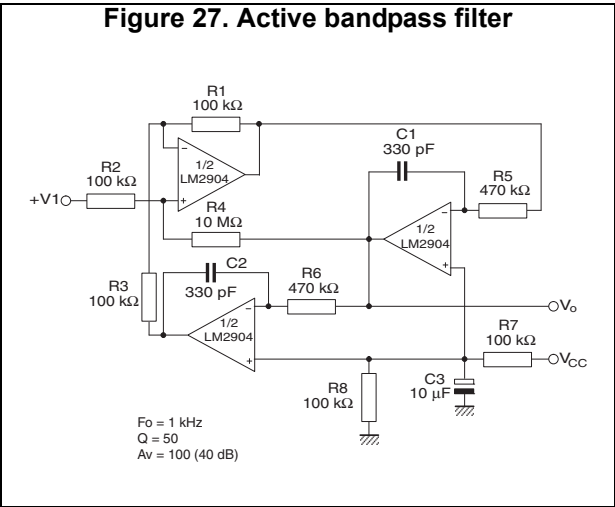 Figure 27. Active bandpass filter
R1
100 kΩ
C1
330 pF
R2
100 kΩ
1/2
LM2904
R5
470 kΩ
+V1
R4
10 MΩ
1/2
LM2904
C2
330 pF
R3
100 kΩ
R6
470 kΩ
Vo
1/2
LM2904
R7
100 kΩ
VCC
R8
100 kΩ
C3
10 μF
Fo = 1 kHz
Q = 50
Av = 100 (40 dB)